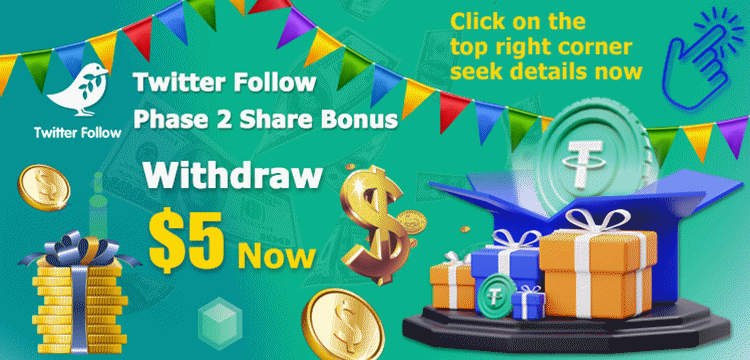 Click on the
top right corner
seek details now
Twitter Follow
Twitter Follow
Phase 2 Share Bonus
Withdraw
$5 Now